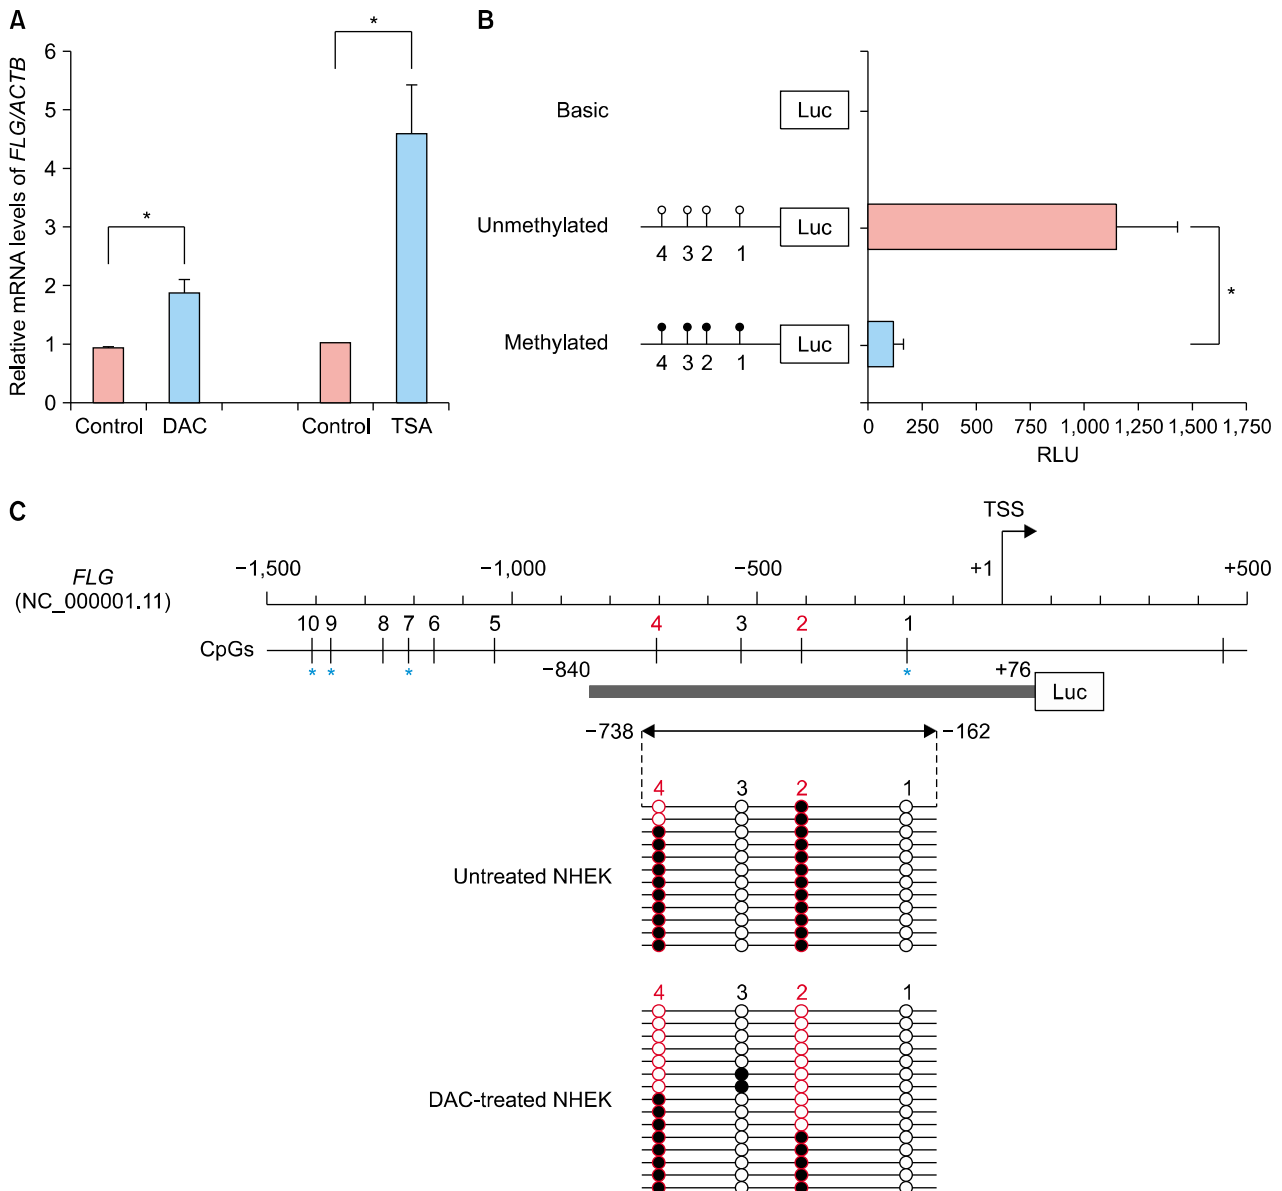 A
Relative mRNA levels of FLG/ACTB
6
5
4
3
2
1
0
*
*
Control DAC Control TSA
B
Basic Luc
Unmethylated Luc
4 3 2 1
Methylated Luc
4 3 2 1
*
0 250 500 750 1,000 1,250 1,500 1,750
RLU
C
TSS
−1,500 −1,000 −500 +1 +500
FLG
(NC_000001.11)
10 9 8 7 6 5 4 3 2 1
CpGs
* * * *
−840 +76 Luc
−738 −162
4 3 2 1
Untreated NHEK
4 3 2 1
DAC-treated NHEK